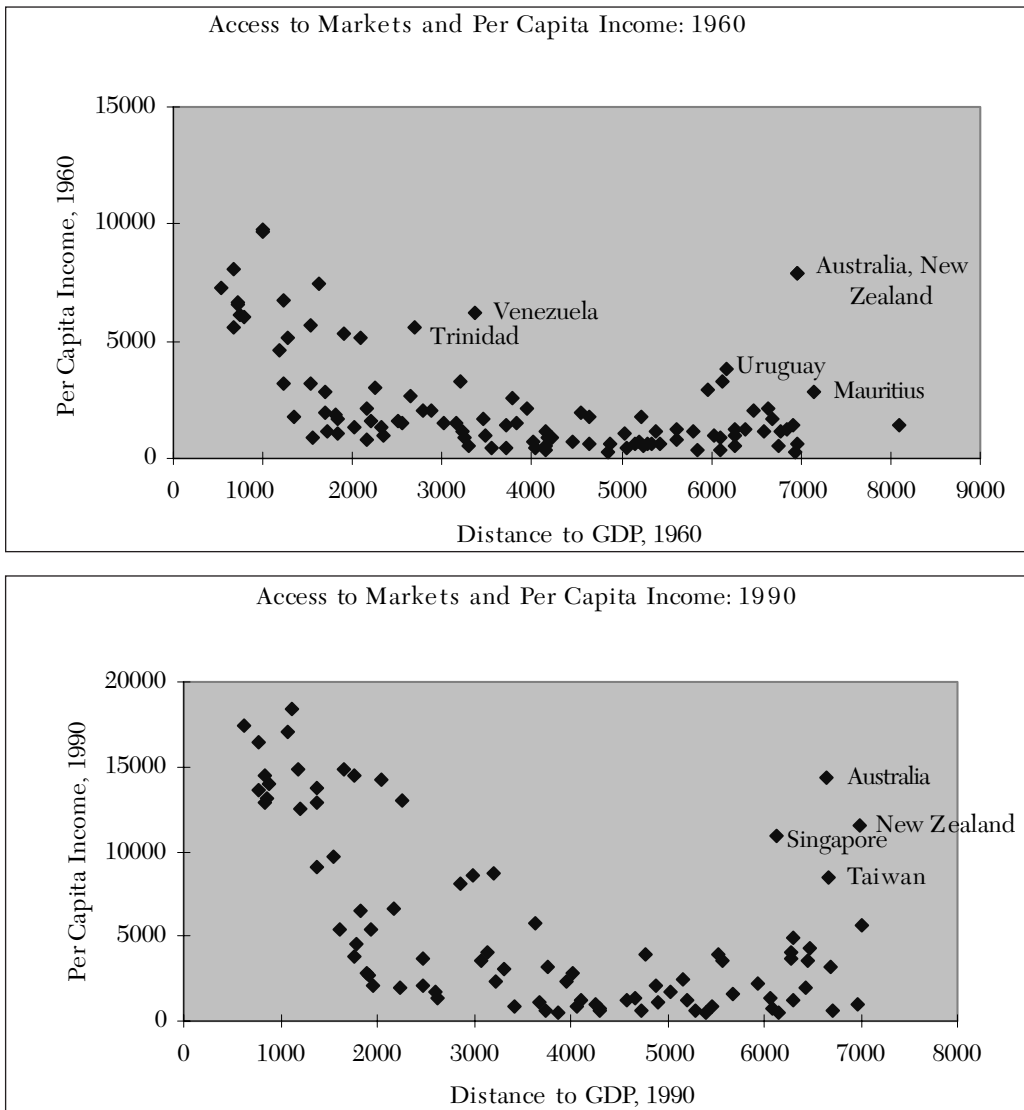 Access to Markets and Per Capita Income: 1960
Per Capita Income, 1960
15000
10000
5000
0
Australia, New
Zealand
Venezuela
Trinidad
Uruguay
Mauritius
0 1000 2000 3000 4000 5000 6000 7000 8000 9000
Distance to GDP, 1960
Access to Markets and Per Capita Income: 1990
Per Capita Income, 1990
20000
15000
10000
5000
0
Australia
New Zealand
Singapore
Taiwan
0 1000 2000 3000 4000 5000 6000 7000 8000
Distance to GDP, 1990